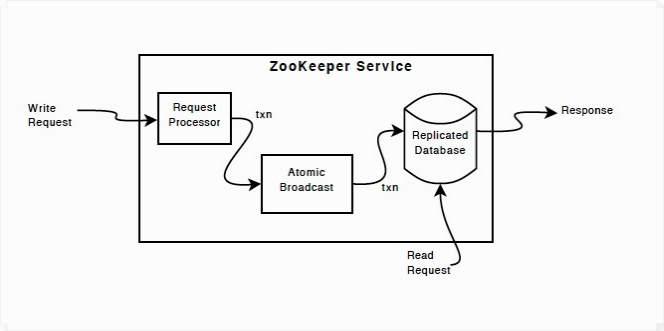 ZooKeeper Service
Write
Request
Request
Processor
txn
Atomic
Broadcast
txn
Replicated
Database
Response
Read
Request